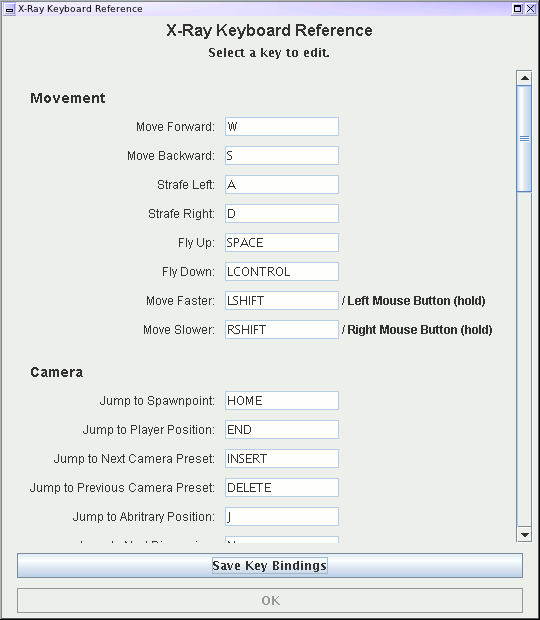 X-Ray Keyboard Reference
X-Ray Keyboard Reference
Select a key to edit.
Movement
Move Forward: W
Move Backward: S
Strafe Left: A
Strafe Right: D
Fly Up: SPACE
Fly Down: LCONTROL
Move Faster: LSHIFT / Left Mouse Button (hold)
Move Slower: RSHIFT / Right Mouse Button (hold)
Camera
Jump to Spawnpoint: HOME
Jump to Player Position: END
Jump to Next Camera Preset: INSERT
Jump to Previous Camera Preset: DELETE
Jump to Abritrary Position: J
Save Key Bindings
OK